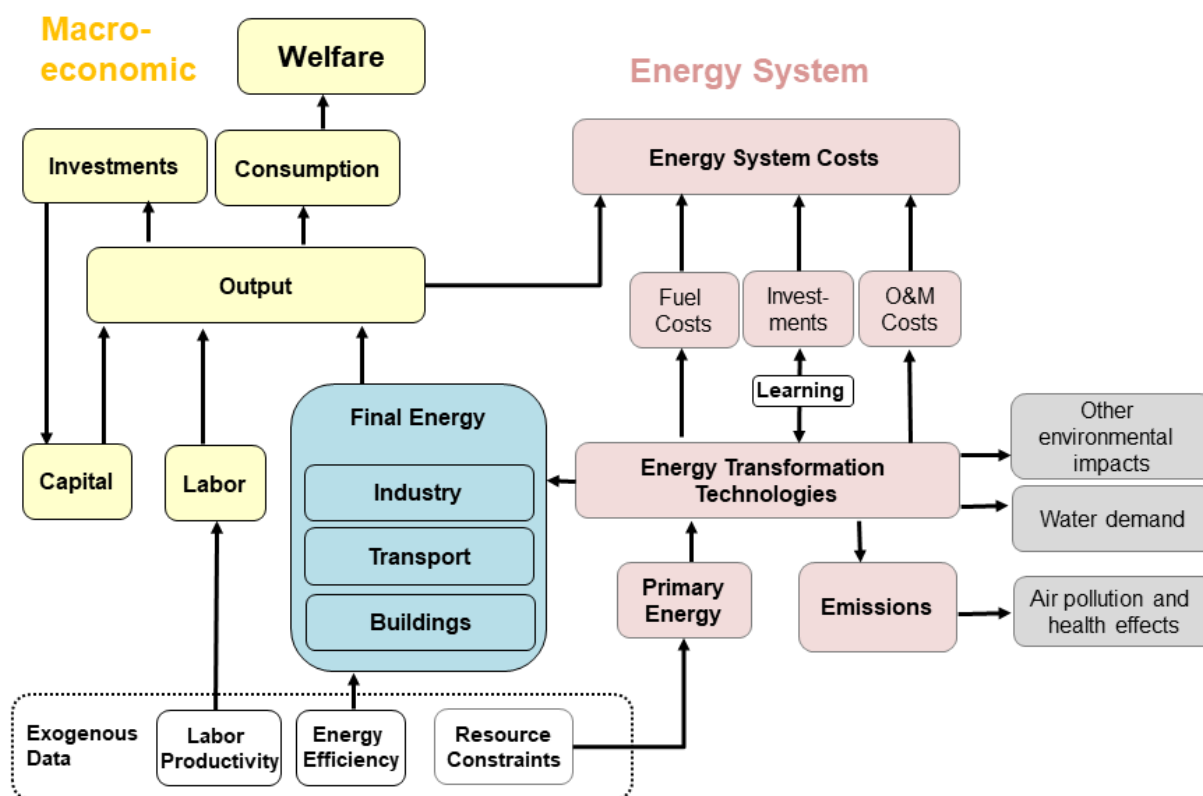 Macro-
economic
Welfare
Energy System
Investments
Consumption
Energy System Costs
Output
Fuel
Costs
Invest-
ments
O&M
Costs
Learning
Final Energy
Industry
Transport
Buildings
Capital
Labor
Energy Transformation
Technologies
Other
environmental
impacts
Water demand
Primary
Energy
Emissions
Air pollution and
health effects
Exogenous
Data
Labor
Productivity
Energy
Efficiency
Resource
Constraints